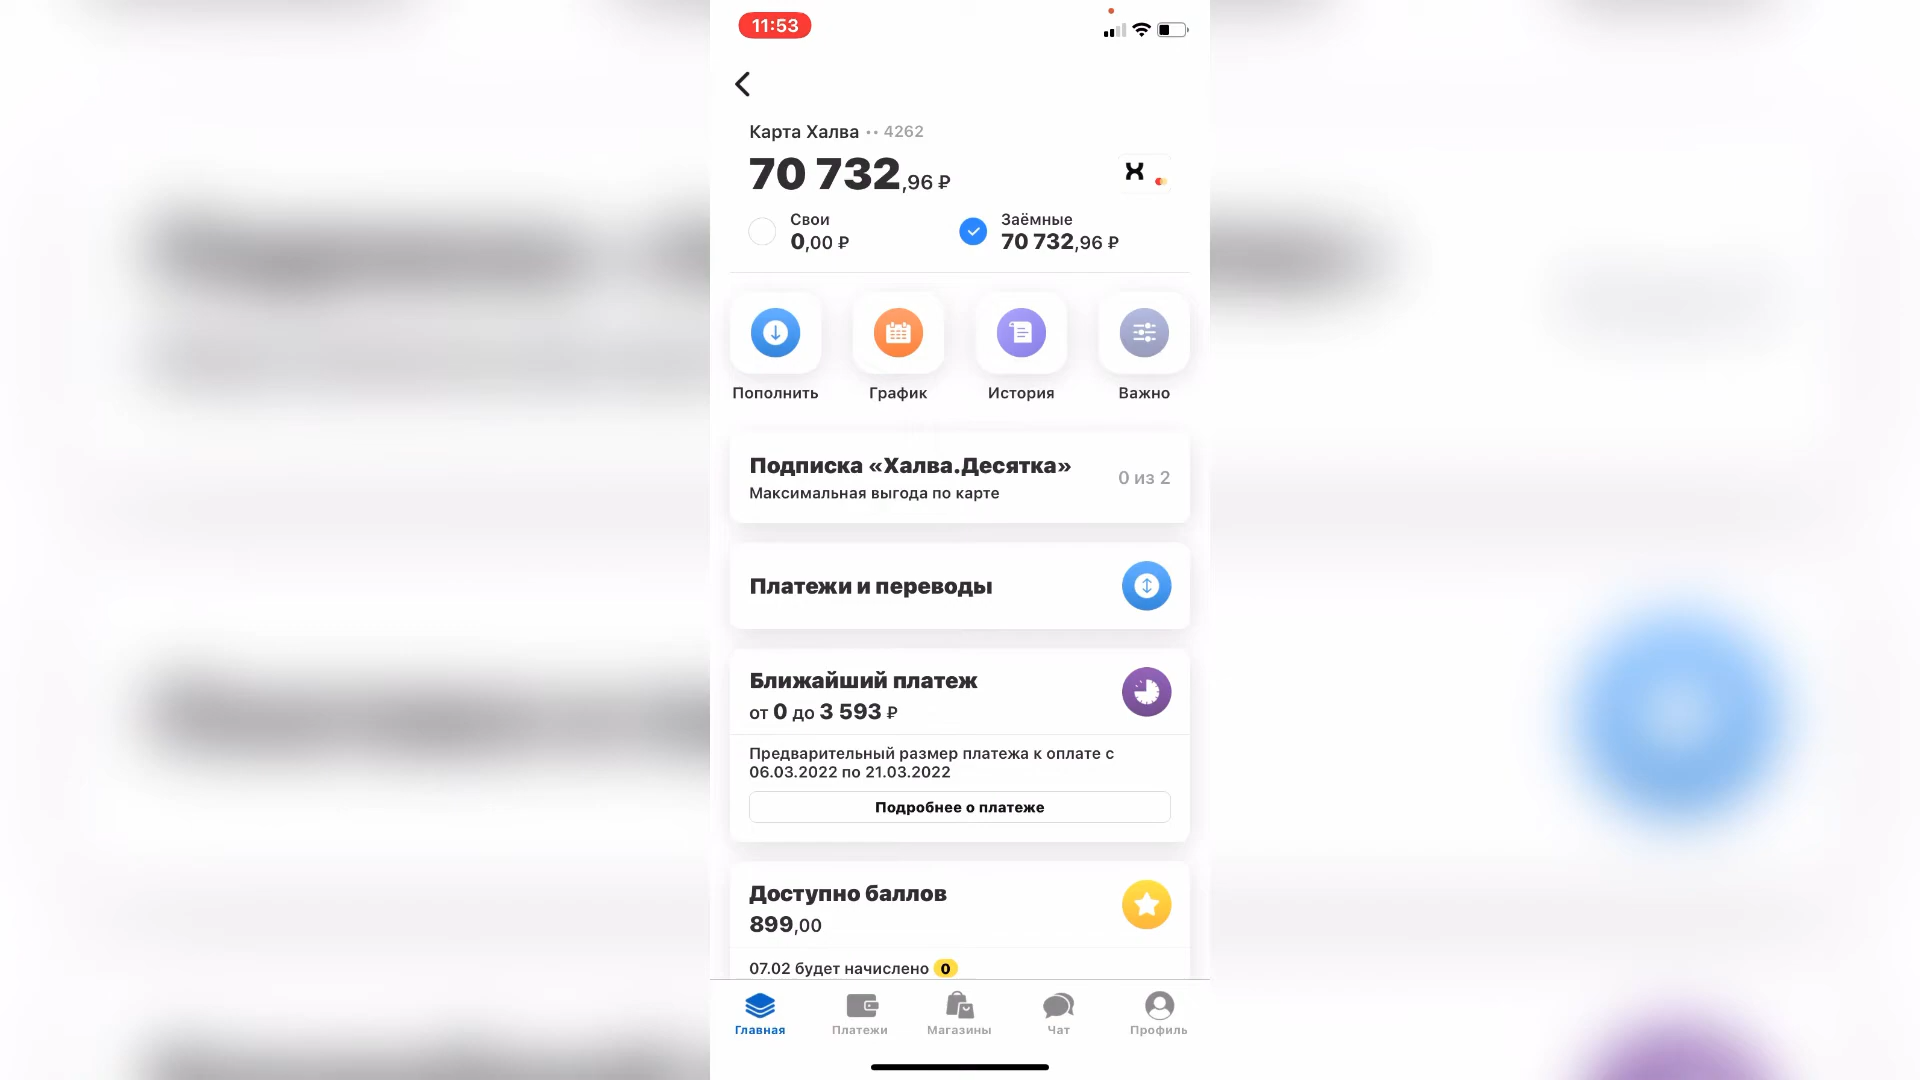 11:53
Карта Халва •• 4262
70 732,96 ₽
Свои
0,00 ₽
Заёмные
70 732,96 ₽
Пополнить
График
История
Важно
Подписка «Халва.Десятка»
Максимальная выгода по карте
0 из 2
Платежи и переводы
Ближайший платеж
от 0 до 3 593 ₽
Предварительный размер платежа к оплате с
06.03.2022 по 21.03.2022
Подробнее о платеже
Доступно баллов
899,00
07.02 будет начислено 0
Главная
Платежи
Магазины
Чат
Профиль